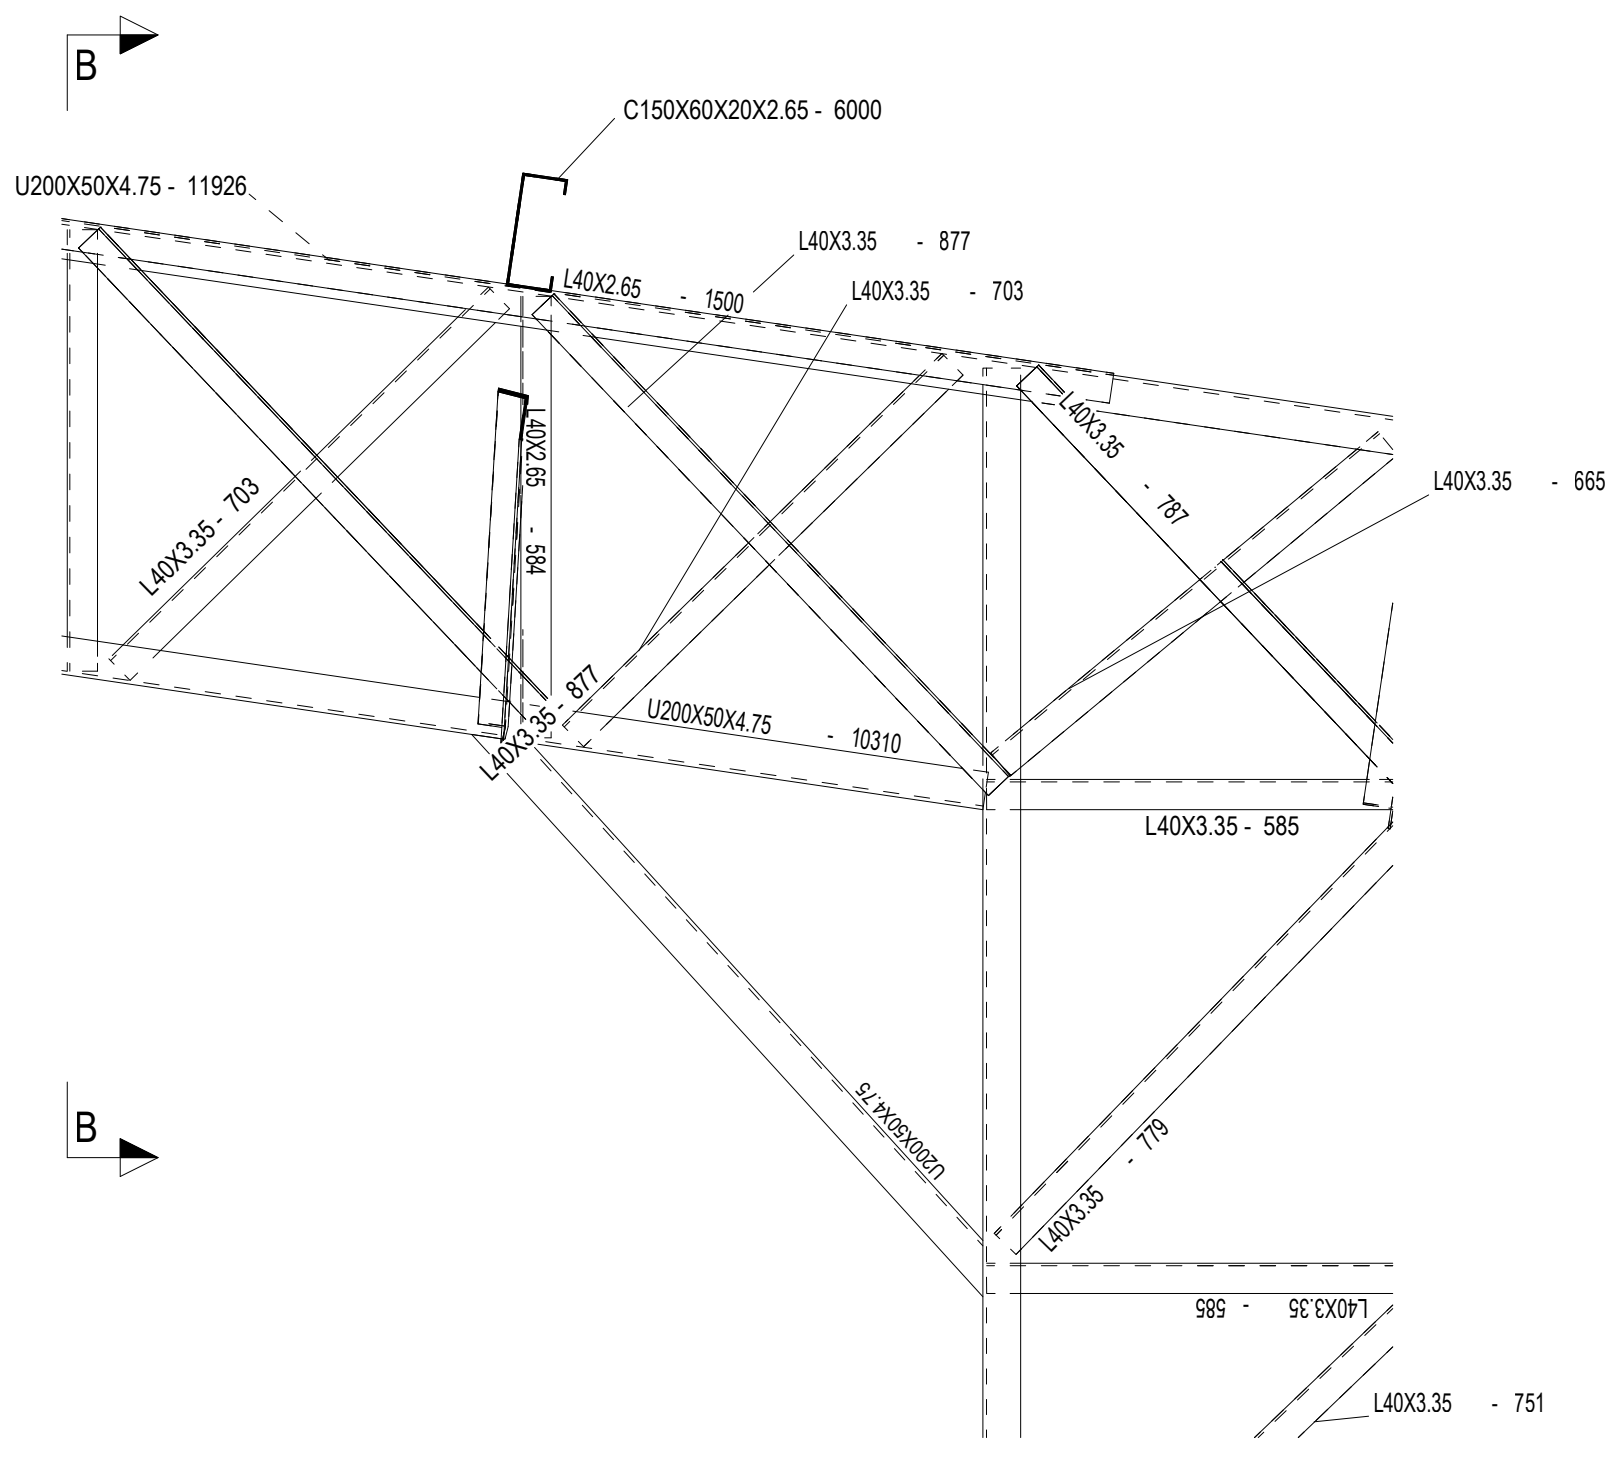 B
C150X60X20X2.65 - 6000
U200X50X4.75 - 11926
L40X3.35 - 877
L40X2.65 - 1500
L40X3.35 - 703
L40X3.35 - 787
L40X3.35 - 665
L40X2.65 - 584
L40X3.35 - 703
L40X3.35 - 877
U200X50X4.75 - 10310
L40X3.35 - 585
U200X50X4.75
B
L40X3.35 - 779
L40X3.35 - 585
L40X3.35 - 751